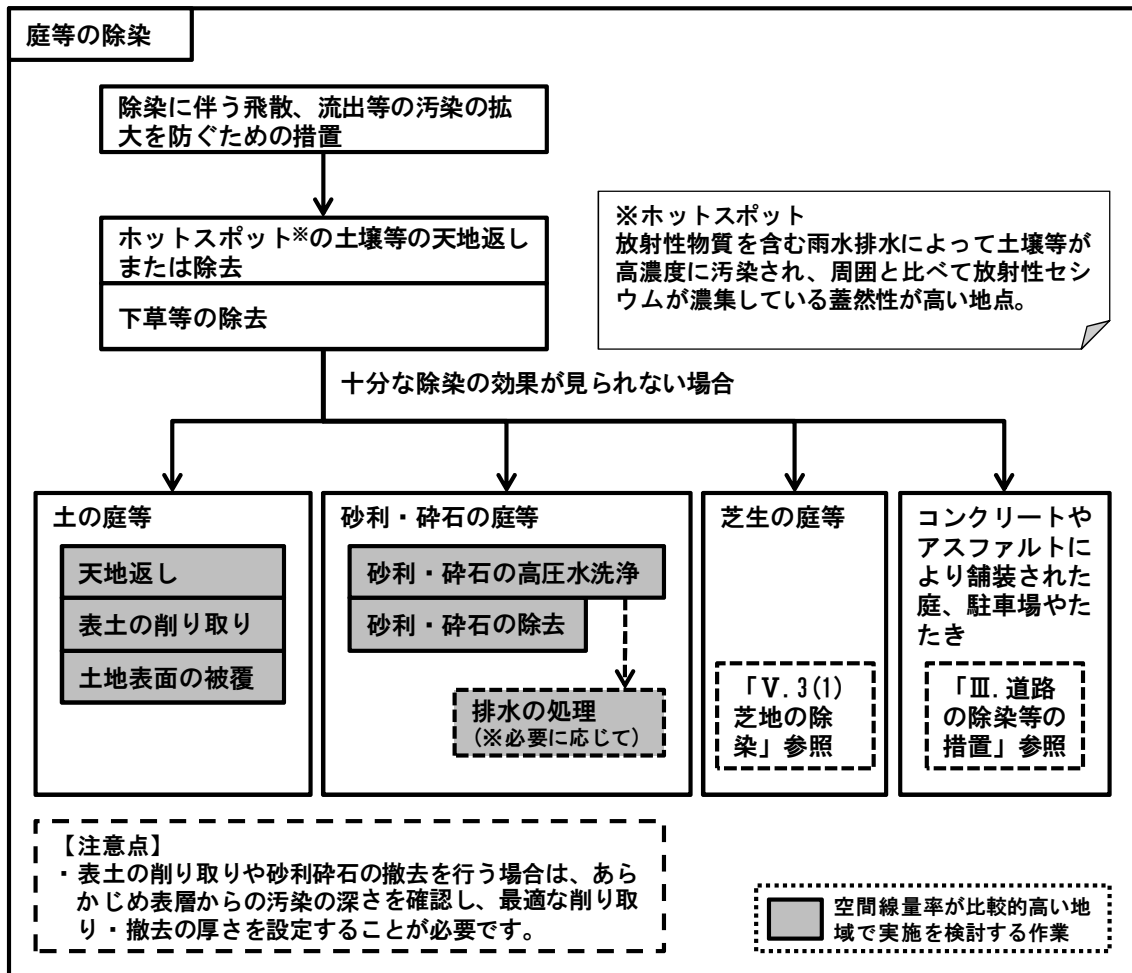 庭等の除染
除染に伴う飛散、流出等の汚染の拡
大を防ぐための措置
ホットスポット※の土壌等の天地返し
または除去
下草等の除去
※ホットスポット
放射性物質を含む雨水排水によって土壌等が
高濃度に汚染され、周囲と比べて放射性セシ
ウムが濃集している蓋然性が高い地点。
十分な除染の効果が見られない場合
土の庭等
天地返し
表土の削り取り
土地表面の被覆
砂利・砕石の庭等
砂利・砕石の高圧水洗浄
砂利・砕石の除去
排水の処理
(※必要に応じて)
芝生の庭等
「Ⅴ.3(1)
芝地の除
染」参照
コンクリートや
アスファルトに
より舗装された
庭、駐車場やた
たき
「Ⅲ.道路
の除染等の
措置」参照
【注意点】
・表土の削り取りや砂利砕石の撤去を行う場合は、あら
かじめ表層からの汚染の深さを確認し、最適な削り取
り・撤去の厚さを設定することが必要です。
空間線量率が比較的高い地
域で実施を検討する作業